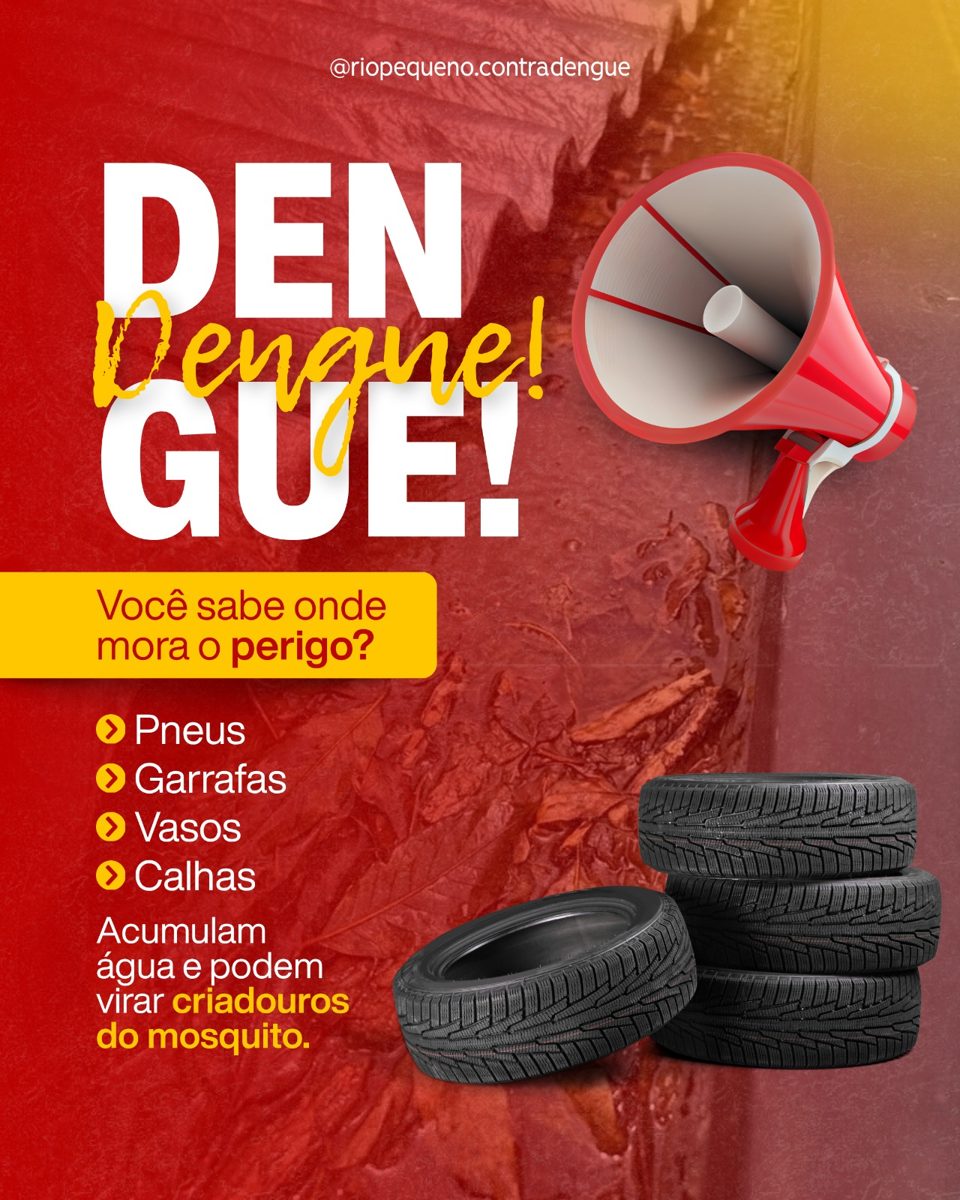 @riopequeno.contradengue
DEN
Dengue!
GUE!
Você sabe onde
mora o perigo?
Pneus
Garrafas
Vasos
Calhas
Acumulam
água e podem
virar criadouros
do mosquito.